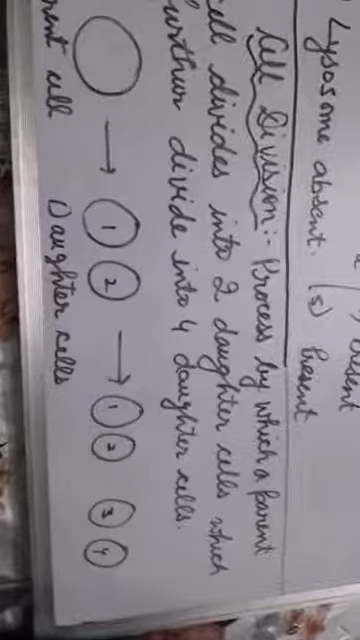 Lysosome absent. (5) Present
Cell Division:- Process by which a parent
cell divides into 2 daughter cells which
further divide into 4 daughter cells.
1 2 1 2 3 4
cell Daughter cells